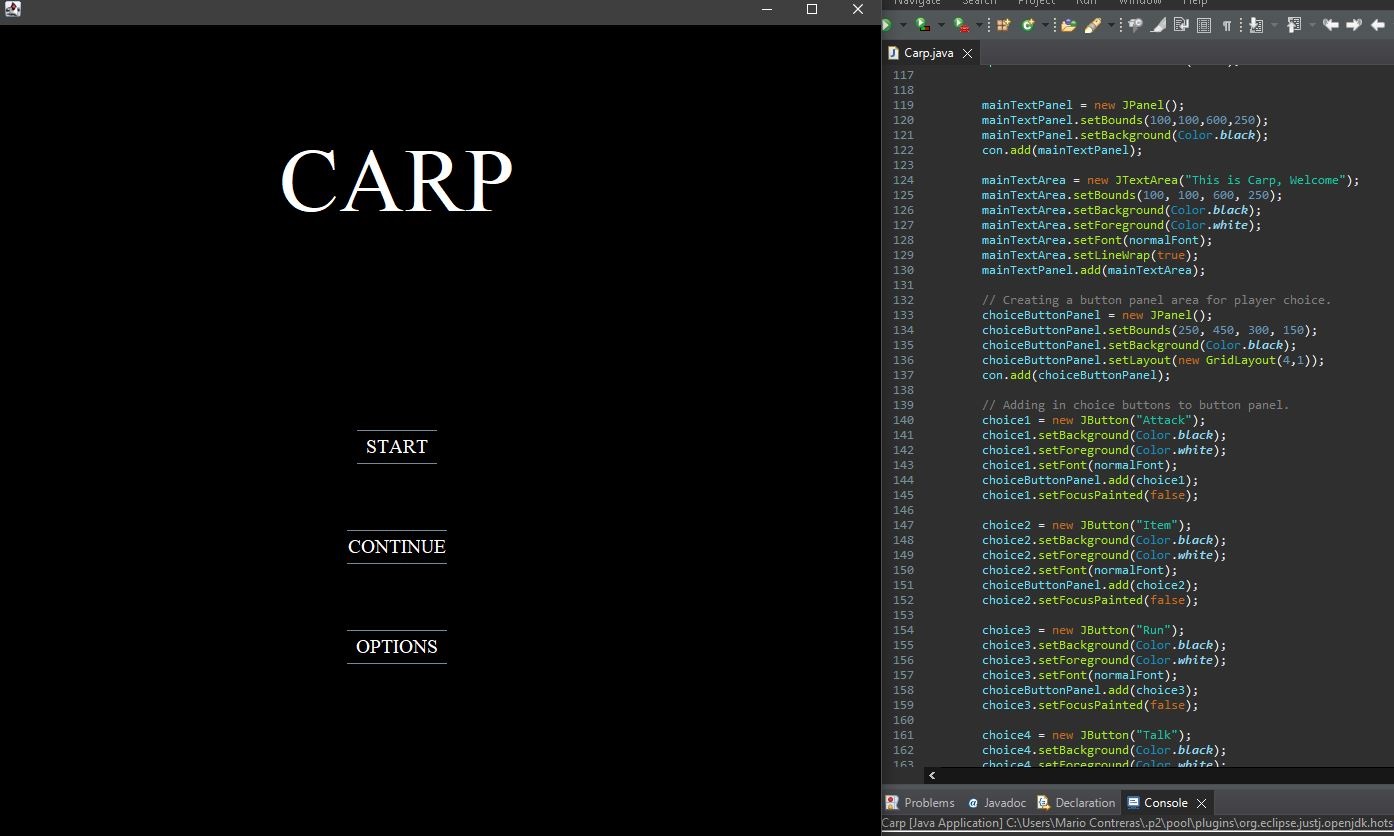 CARP
START
CONTINUE
OPTIONS
Navigate Search Project Run Window Help
Carp.java
117
118
119 mainTextPanel = new JPanel();
120 mainTextPanel.setBounds(100,100,600,250);
121 mainTextPanel.setBackground(Color.black);
122 con.add(mainTextPanel);
123
124 mainTextArea = new JTextArea("This is Carp, Welcome");
125 mainTextArea.setBounds(100, 100, 600, 250);
126 mainTextArea.setBackground(Color.black);
127 mainTextArea.setForeground(Color.white);
128 mainTextArea.setFont(normalFont);
129 mainTextArea.setLineWrap(true);
130 mainTextPanel.add(mainTextArea);
131
132 // Creating a button panel area for player choice.
133 choiceButtonPanel = new JPanel();
134 choiceButtonPanel.setBounds(250, 450, 300, 150);
135 choiceButtonPanel.setBackground(Color.black);
136 choiceButtonPanel.setLayout(new GridLayout(4,1));
137 con.add(choiceButtonPanel);
138
139 // Adding in choice buttons to button panel.
140 choice1 = new JButton("Attack");
141 choice1.setBackground(Color.black);
142 choice1.setForeground(Color.white);
143 choice1.setFont(normalFont);
144 choiceButtonPanel.add(choice1);
145 choice1.setFocusPainted(false);
146
147 choice2 = new JButton("Item");
148 choice2.setBackground(Color.black);
149 choice2.setForeground(Color.white);
150 choice2.setFont(normalFont);
151 choiceButtonPanel.add(choice2);
152 choice2.setFocusPainted(false);
153
154 choice3 = new JButton("Run");
155 choice3.setBackground(Color.black);
156 choice3.setForeground(Color.white);
157 choice3.setFont(normalFont);
158 choiceButtonPanel.add(choice3);
159 choice3.setFocusPainted(false);
160
161 choice4 = new JButton("Talk");
162 choice4.setBackground(Color.black);
163 choice4.setForeground(Color.white);
Problems Javadoc Declaration Console
Carp [Java Application] C:\Users\Mario Contreras\.p2\pool\plugins\org.eclipse.justj.openjdk.hots